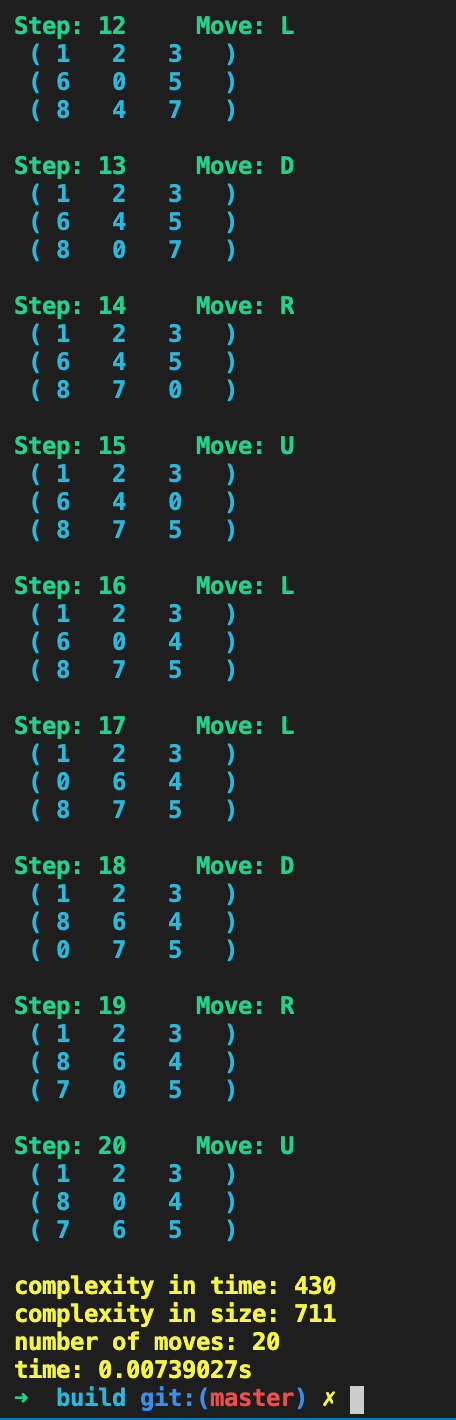 Step: 12     Move: L
( 1   2   3   )
( 6   0   5   )
( 8   4   7   )
Step: 13     Move: D
( 1   2   3   )
( 6   4   5   )
( 8   0   7   )
Step: 14     Move: R
( 1   2   3   )
( 6   4   5   )
( 8   7   0   )
Step: 15     Move: U
( 1   2   3   )
( 6   4   0   )
( 8   7   5   )
Step: 16     Move: L
( 1   2   3   )
( 6   0   4   )
( 8   7   5   )
Step: 17     Move: L
( 1   2   3   )
( 0   6   4   )
( 8   7   5   )
Step: 18     Move: D
( 1   2   3   )
( 8   6   4   )
( 0   7   5   )
Step: 19     Move: R
( 1   2   3   )
( 8   6   4   )
( 7   0   5   )
Step: 20     Move: U
( 1   2   3   )
( 8   0   4   )
( 7   6   5   )
complexity in time: 430
complexity in size: 711
number of moves: 20
time: 0.00739027s
➜  build git:(master) ✗